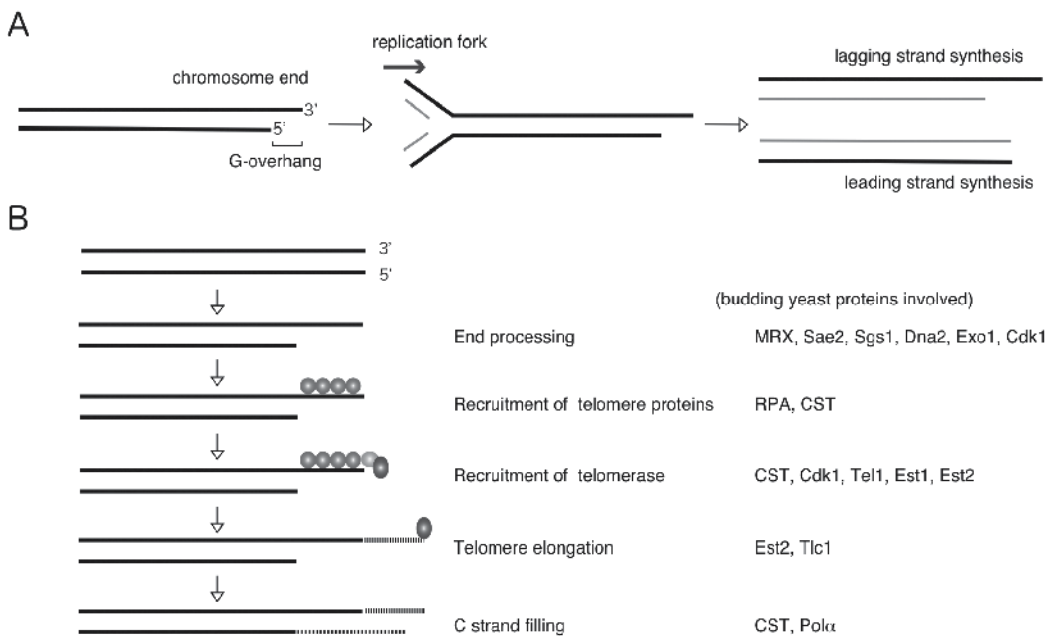 A
replication fork
lagging strand synthesis
chromosome end
3’
5’
G-overhang
leading strand synthesis
B
3’
5’
(budding yeast proteins involved)
End processing MRX, Sae2, Sgs1, Dna2, Exo1, Cdk1
Recruitment of telomere proteins RPA, CST
Recruitment of telomerase CST, Cdk1, Tel1, Est1, Est2
Telomere elongation Est2, Tlc1
C strand filling CST, Polα